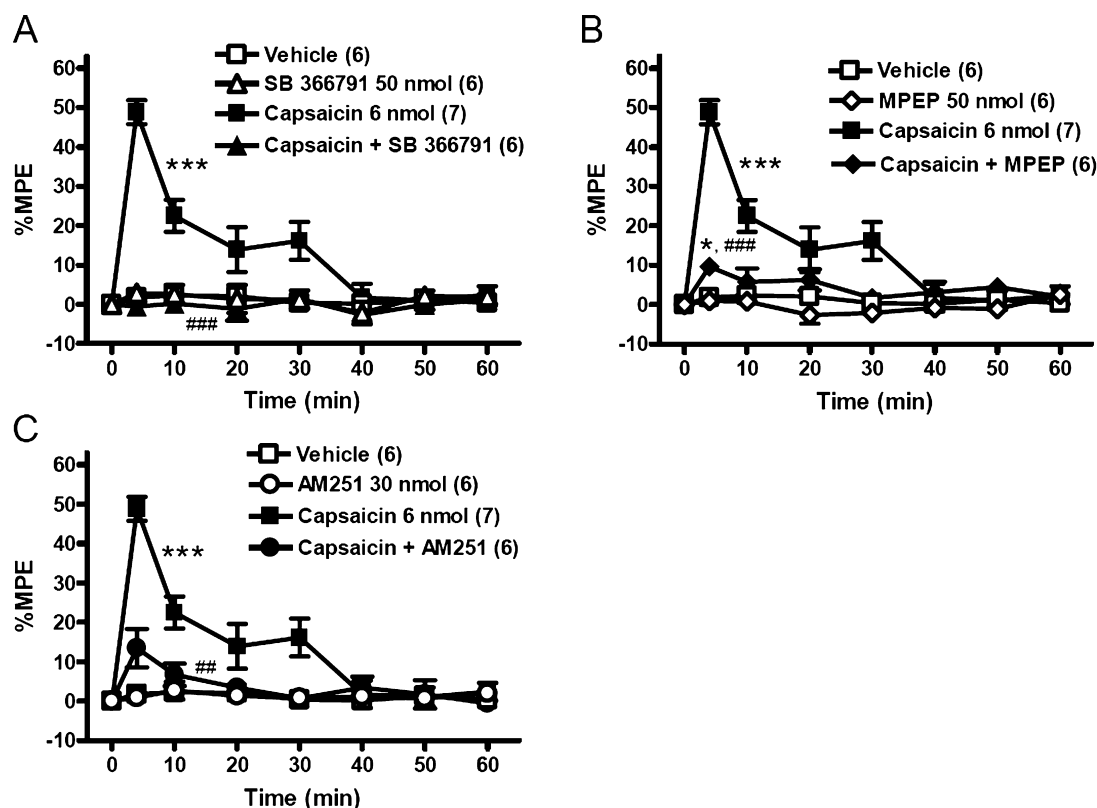 A
Vehicle (6)
SB 366791 50 nmol (6)
Capsaicin 6 nmol (7)
Capsaicin + SB 366791 (6)
60
50
40
30
20
10
0
-10
%MPE
***
###
0 10 20 30 40 50 60
Time (min)
B
Vehicle (6)
MPEP 50 nmol (6)
Capsaicin 6 nmol (7)
Capsaicin + MPEP (6)
60
50
40
30
20
10
0
-10
%MPE
***
*, ###
0 10 20 30 40 50 60
Time (min)
C
Vehicle (6)
AM251 30 nmol (6)
Capsaicin 6 nmol (7)
Capsaicin + AM251 (6)
60
50
40
30
20
10
0
-10
%MPE
***
##
0 10 20 30 40 50 60
Time (min)